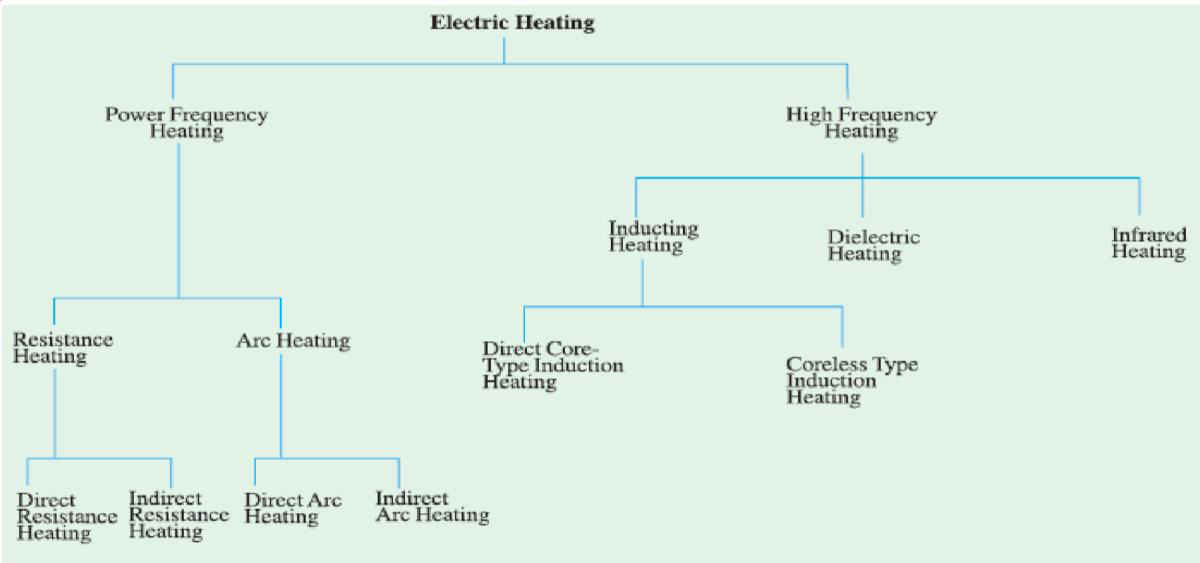 Electric Heating
Power Frequency
Heating
High Frequency
Heating
Inducting
Heating
Dielectric
Heating
Infrared
Heating
Resistance
Heating
Arc Heating
Direct Core-
Type Induction
Heating
Coreless Type
Induction
Heating
Direct
Resistance
Heating
Indirect
Resistance
Heating
Direct Arc
Heating
Indirect
Arc Heating